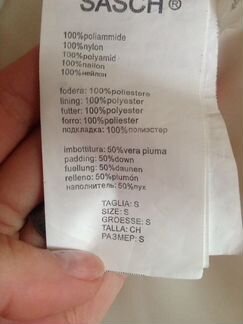 SASCH®
100%poliammide
100%nylon
100%polyamid
100%nailon
100%нейлон
fodera: 100%poliestere
lining: 100%polyester
futter: 100%polyester
forro: 100%poliester
подкладка: 100%полиэстер
imbottitura: 50%vera piuma
padding: 50%down
fuellung: 50%daunen
relleno: 50%plumón
наполнитель: 50%пух
TAGLIA: S
SIZE: S
GROESSE: S
TALLA: CH
РАЗМЕР: S